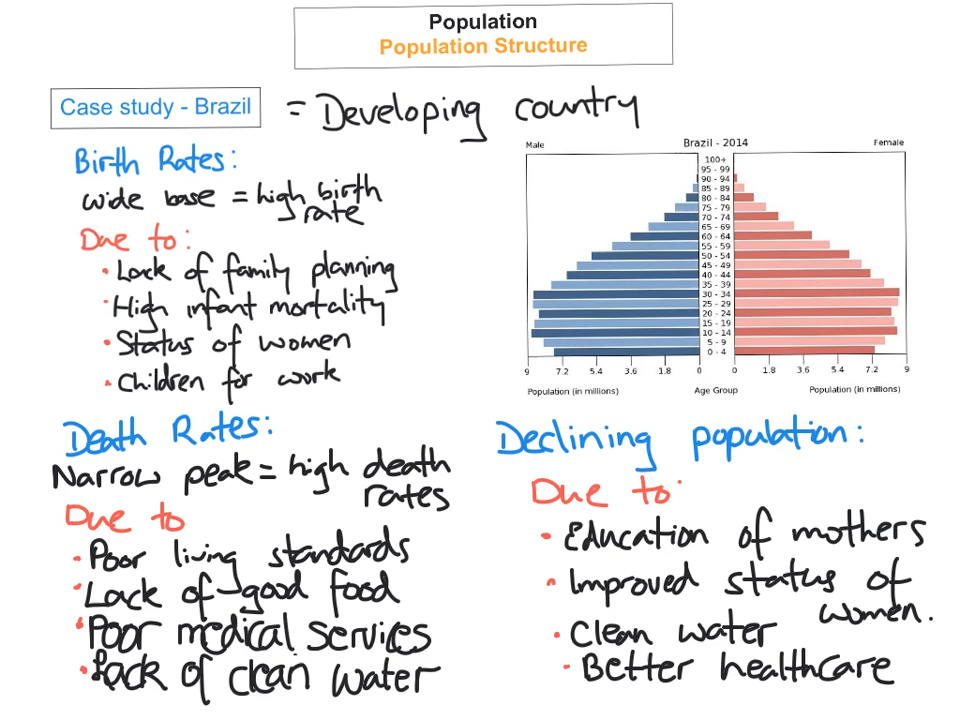 Population
Population Structure
Case study - Brazil
= Developing country
Birth Rates:
wide base = high birth
rate
Due to:
• Lack of family planning
• High infant mortality
• Status of women
• Children for work
Male
Brazil - 2014
Female
100+
95 - 99
90 - 94
85 - 89
80 - 84
75 - 79
70 - 74
65 - 69
60 - 64
55 - 59
50 - 54
45 - 49
40 - 44
35 - 39
30 - 34
25 - 29
20 - 24
15 - 19
10 - 14
5 - 9
0 - 4
9 7.2 5.4 3.6 1.8 0 0 1.8 3.6 5.4 7.2 9
Population (in millions)
Age Group
Population (in millions)
Death Rates:
Narrow peak = high death
rates
Due to
• Poor living standards
• Lack of good food
• Poor medical services
• Lack of clean water
Declining population:
Due to:
• Education of mothers
• Improved status of
women.
• Clean water
• Better healthcare